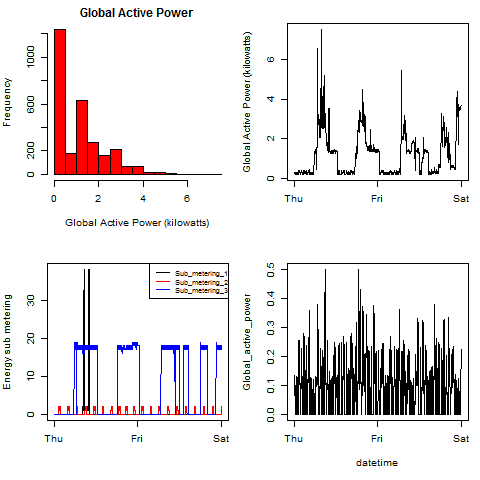 Global Active Power
Frequency
200
600
1000
0
2
4
6
Global Active Power (kilowatts)
Global Active Power (kilowatts)
0
2
4
6
Thu
Fri
Sat
Energy sub metering
0
10
20
30
Sub_metering_1
Sub_metering_2
Sub_metering_3
Thu
Fri
Sat
Global_active_power
0.0
0.1
0.2
0.3
0.4
0.5
Thu
Fri
Sat
datetime